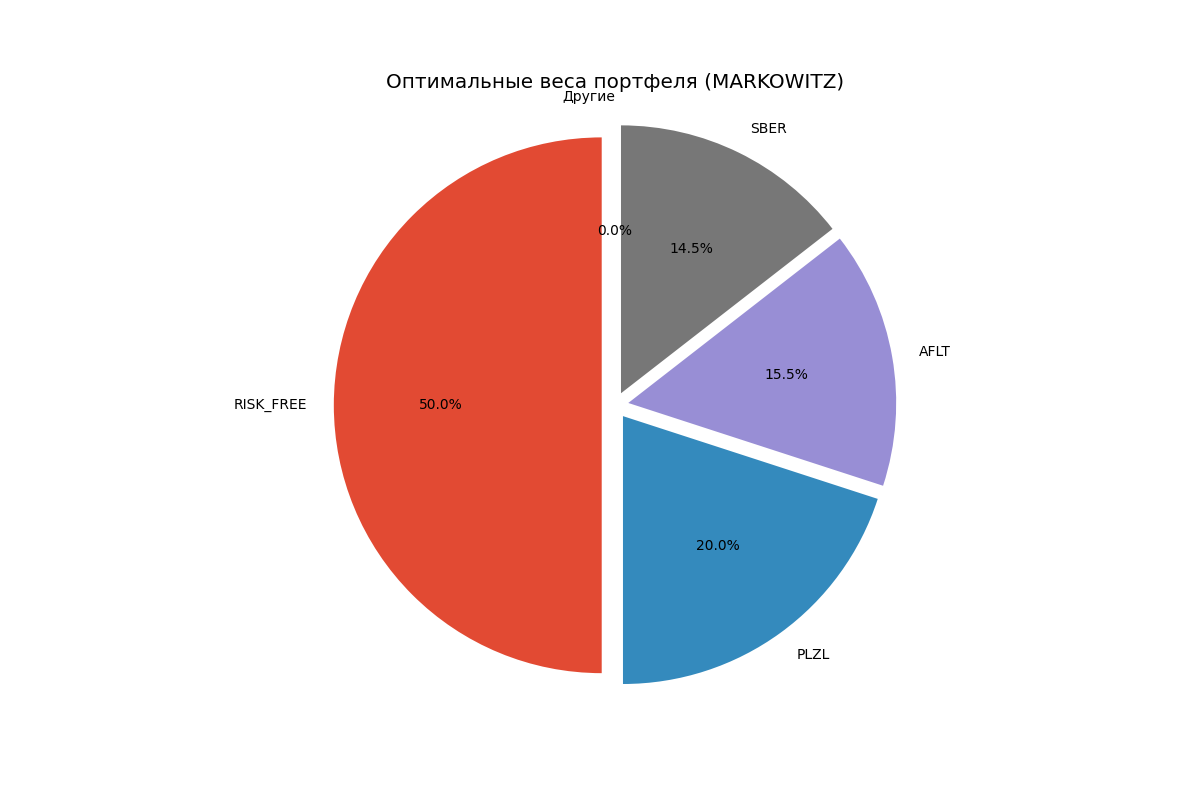 Оптимальные веса портфеля (MARKOWITZ)
Другие
SBER
0.0%
14.5%
AFLT
15.5%
RISK_FREE
50.0%
20.0%
PLZL